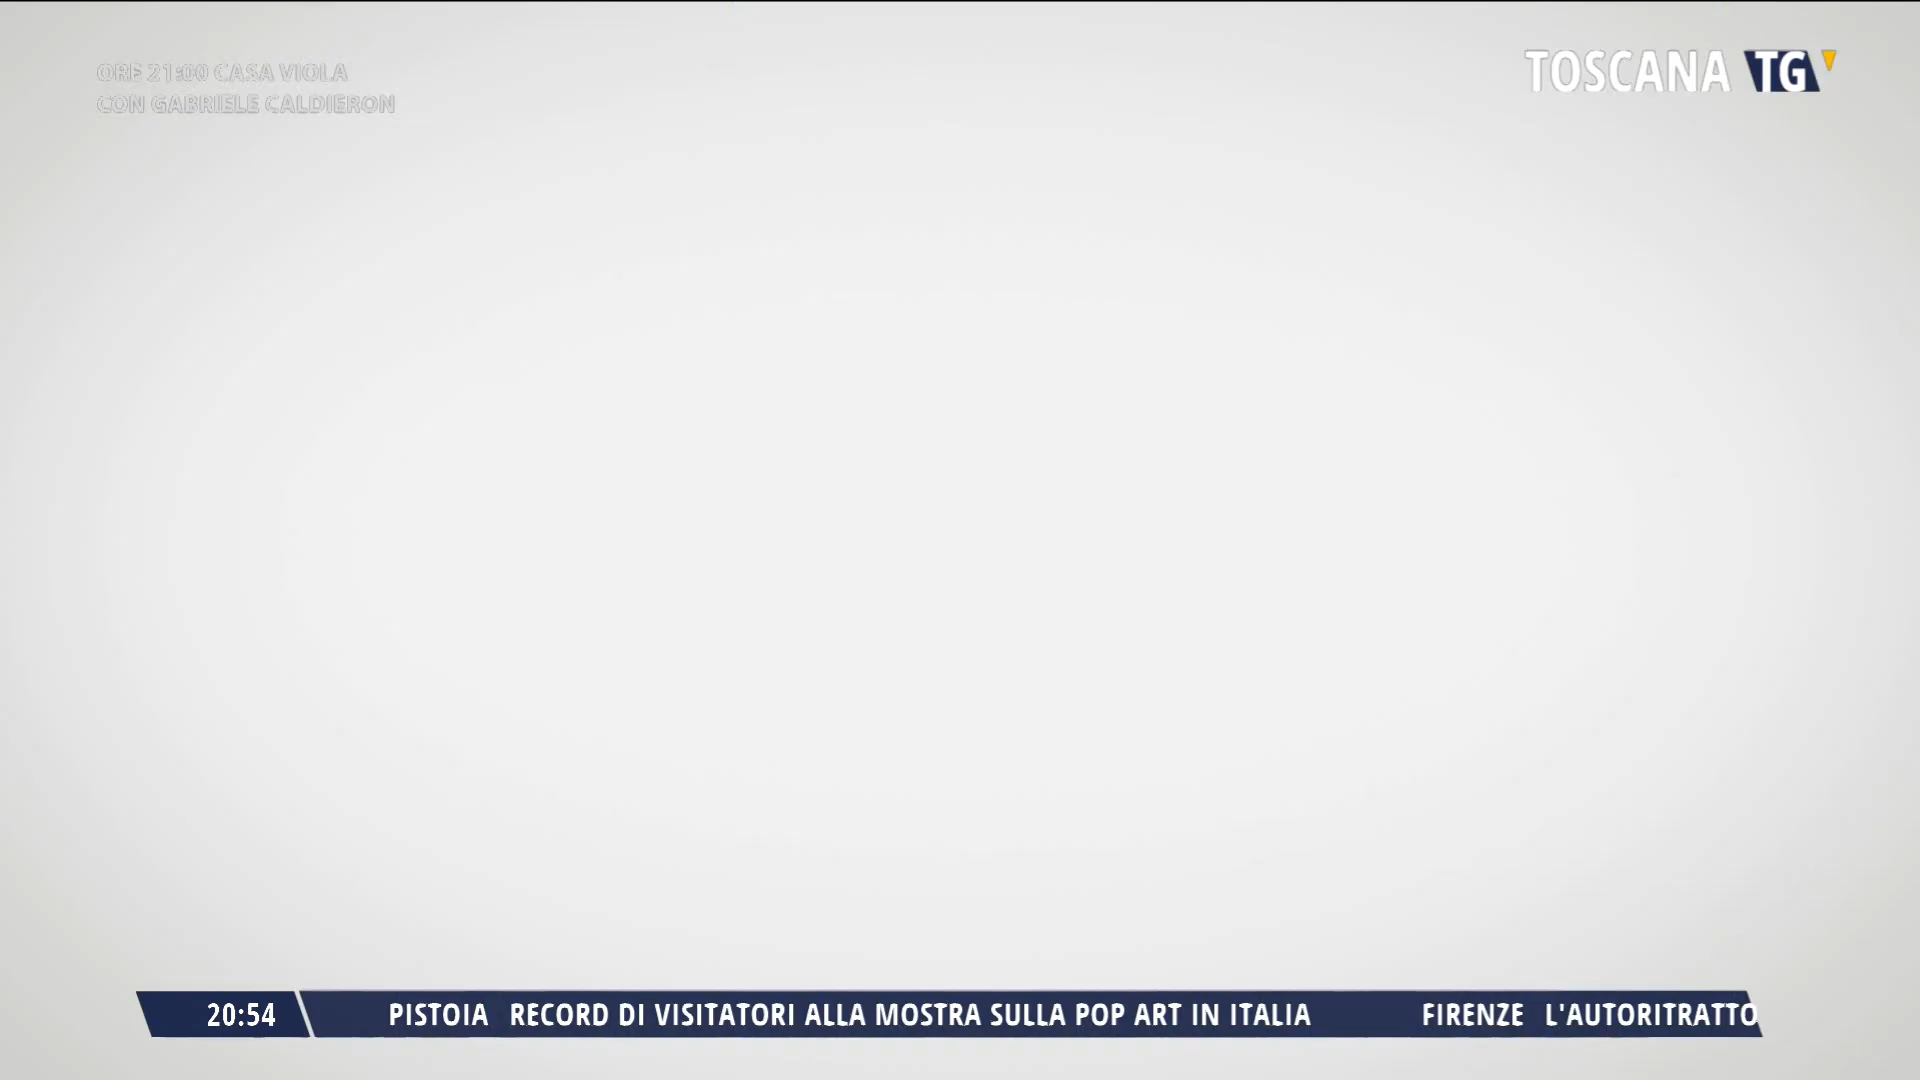 ORE 21:00 CASA VIOLA
CON GABRIELE CALDIERON
TOSCANA TG
20:54
PISTOIA RECORD DI VISITATORI ALLA MOSTRA SULLA POP ART IN ITALIA FIRENZE L'AUTORITRATTO